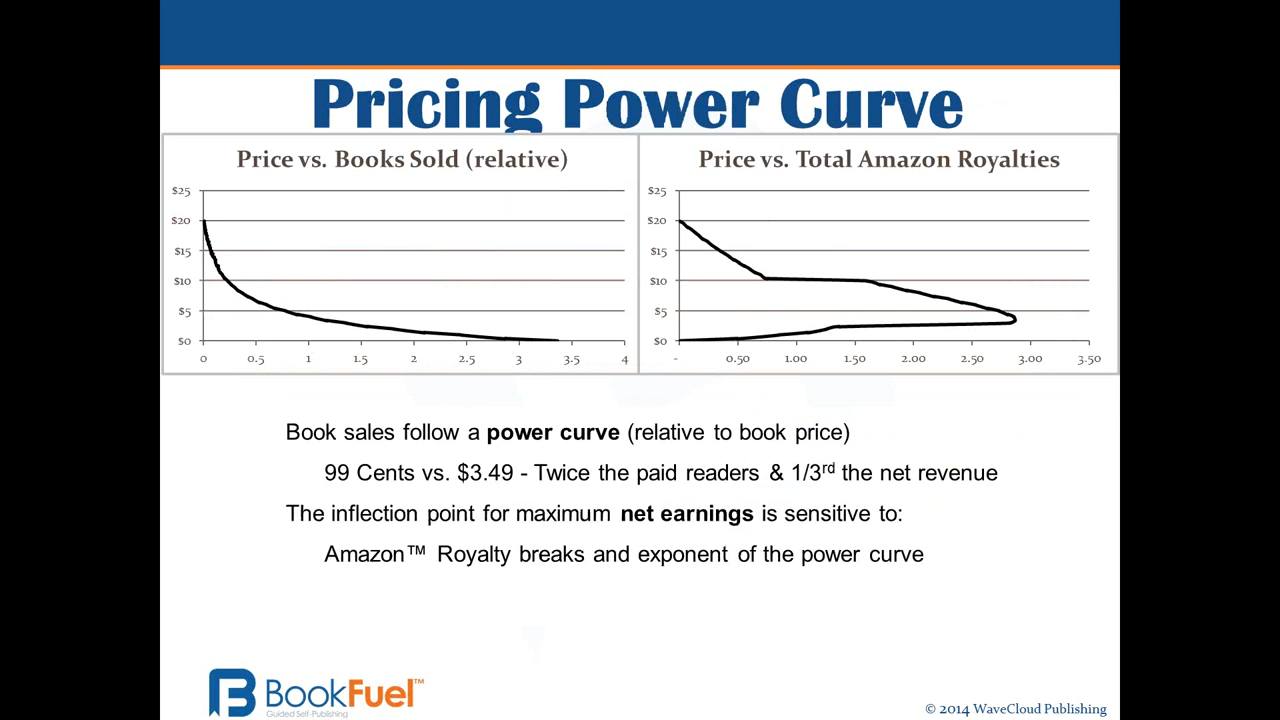 Pricing Power Curve
Price vs. Books Sold (relative)
$25
$20
$15
$10
$5
$0
0 0.5 1 1.5 2 2.5 3 3.5 4
Price vs. Total Amazon Royalties
$25
$20
$15
$10
$5
$0
- 0.50 1.00 1.50 2.00 2.50 3.00 3.50
Book sales follow a power curve (relative to book price)
99 Cents vs. $3.49 - Twice the paid readers & 1/3rd the net revenue
The inflection point for maximum net earnings is sensitive to:
Amazon™ Royalty breaks and exponent of the power curve
BookFuel™
Guided Self-Publishing
© 2014 WaveCloud Publishing